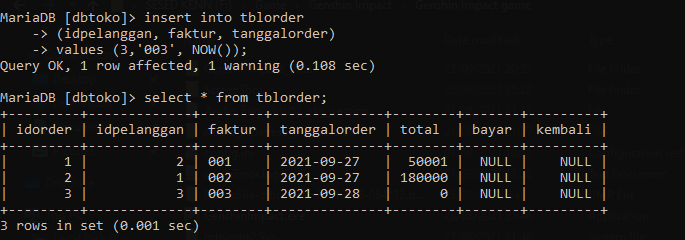 MariaDB [dbtoko]> insert into tblorder
    -> (idpelanggan, faktur, tanggalorder)
    -> values (3,'003', NOW());
Query OK, 1 row affected, 1 warning (0.108 sec)
MariaDB [dbtoko]> select * from tblorder;
+---------+-------------+--------+--------------+--------+-------+---------+
| idorder | idpelanggan | faktur | tanggalorder | total  | bayar | kembali |
+---------+-------------+--------+--------------+--------+-------+---------+
|       1 |           2 | 001    | 2021-09-27   |  50001 |  NULL |    NULL |
|       2 |           1 | 002    | 2021-09-27   | 180000 |  NULL |    NULL |
|       3 |           3 | 003    | 2021-09-28   |      0 |  NULL |    NULL |
+---------+-------------+--------+--------------+--------+-------+---------+
3 rows in set (0.001 sec)